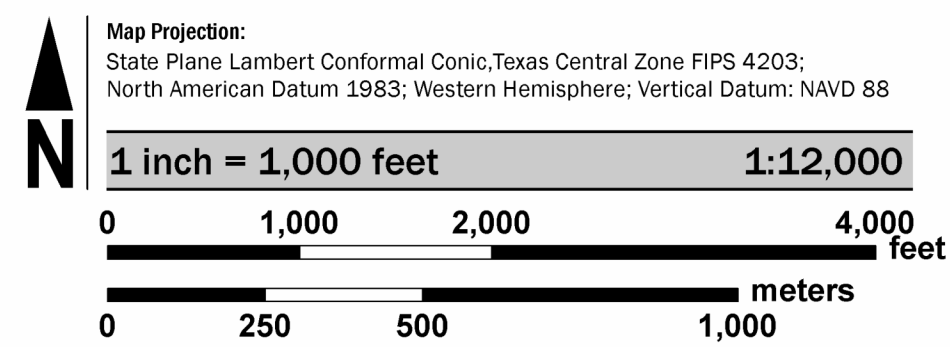 Map Projection:
State Plane Lambert Conformal Conic,Texas Central Zone FIPS 4203;
North American Datum 1983; Western Hemisphere; Vertical Datum: NAVD 88
N
1 inch = 1,000 feet 1:12,000
0 1,000 2,000 4,000
feet
meters
0 250 500 1,000